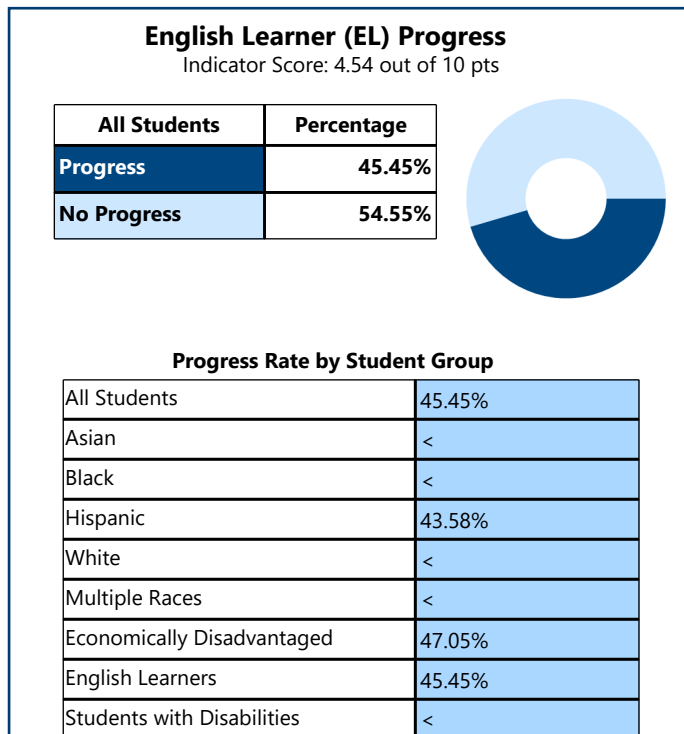 English Learner (EL) Progress
Indicator Score: 4.54 out of 10 pts
All Students Percentage
Progress 45.45%
No Progress 54.55%
Progress Rate by Student Group
All Students 45.45%
Asian <
Black <
Hispanic 43.58%
White <
Multiple Races <
Economically Disadvantaged 47.05%
English Learners 45.45%
Students with Disabilities <